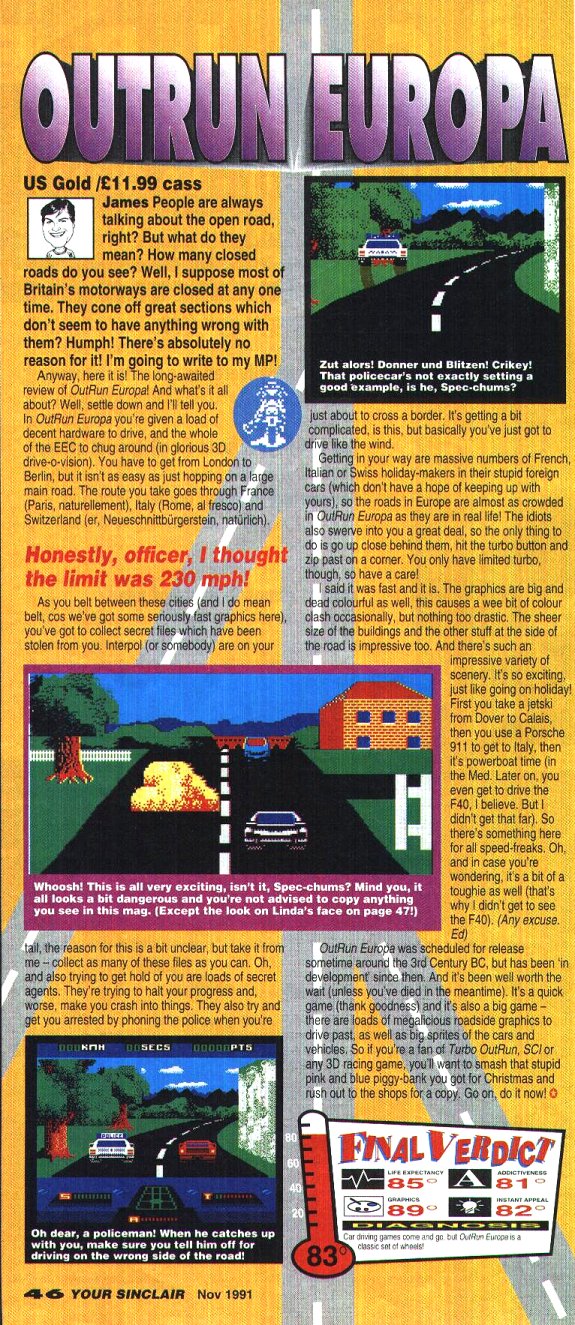 OUTRUN EUROPA
US Gold /£11.99 cass
James People are always
talking about the open road,
right? But what do they
mean? How many closed
roads do you see? Well, I suppose most of
Britain's motorways are closed at any one
time. They cone off great sections which
don't seem to have anything wrong with
them? Humph! There's absolutely no
reason for it! I'm going to write to my MP!
Anyway, here it is! The long-awaited
review of OutRun Europa! And what's it all
about? Well, settle down and I'll tell you.
In OutRun Europa you're given a load of
decent hardware to drive, and the whole
of the EEC to chug around (in glorious 3D
drive-o-vision). You have to get from London to
Berlin, but it isn't as easy as just hopping on a large
main road. The route you take goes through France
(Paris, naturellement), Italy (Rome, al fresco) and
Switzerland (er, Neueschnittbürgerstein, natürlich).
Honestly, officer, I thought
the limit was 230 mph!
As you belt between these cities (and I do mean
belt, cos we've got some seriously fast graphics here),
you've got to collect secret files which have been
stolen from you. Interpol (or somebody) are on your
Whoosh! This is all very exciting, isn't it, Spec-chums? Mind you, it
all looks a bit dangerous and you're not advised to copy anything
you see in this mag. (Except the look on Linda's face on page 47!)
tail, the reason for this is a bit unclear, but take it from
me – collect as many of these files as you can. Oh,
and also trying to get hold of you are loads of secret
agents. They're trying to halt your progress and,
worse, make you crash into things. They also try and
get you arrested by phoning the police when you're
000KMH 00SECS 00000PTS
POLICE
S
T
A
Oh dear, a policeman! When he catches up
with you, make sure you tell him off for
driving on the wrong side of the road!
Zut alors! Donner und Blitzen! Crikey!
That policecar's not exactly setting a
good example, is he, Spec-chums?
just about to cross a border. It's getting a bit
complicated, is this, but basically you've just got to
drive like the wind.
Getting in your way are massive numbers of French,
Italian or Swiss holiday-makers in their stupid foreign
cars (which don't have a hope of keeping up with
yours), so the roads in Europe are almost as crowded
in OutRun Europa as they are in real life! The idiots
also swerve into you a great deal, so the only thing to
do is go up close behind them, hit the turbo button and
zip past on a corner. You only have limited turbo,
though, so have a care!
I said it was fast and it is. The graphics are big and
dead colourful as well, this causes a wee bit of colour
clash occasionally, but nothing too drastic. The sheer
size of the buildings and the other stuff at the side of
the road is impressive too. And there's such an
impressive variety of
scenery. It's so exciting,
just like going on holiday!
First you take a jetski
from Dover to Calais,
then you use a Porsche
911 to get to Italy, then
it's powerboat time (in
the Med. Later on, you
even get to drive the
F40, I believe. But I
didn't get that far). So
there's something here
for all speed-freaks. Oh,
and in case you're
wondering, it's a bit of a
toughie as well (that's
why I didn't get to see
the F40). (Any excuse.
Ed)
OutRun Europa was scheduled for release
sometime around the 3rd Century BC, but has been 'in
development' since then. And it's been well worth the
wait (unless you've died in the meantime). It's a quick
game (thank goodness) and it's also a big game –
there are loads of megalicious roadside graphics to
drive past, as well as big sprites of the cars and
vehicles. So if you're a fan of Turbo OutRun, SCI or
any 3D racing game, you'll want to smash that stupid
pink and blue piggy-bank you got for Christmas and
rush out to the shops for a copy. Go on, do it now!
80
60
40
20
83°
FINAL VERDICT
LIFE EXPECTANCY
85°
ADDICTIVENESS
81°
GRAPHICS
89°
INSTANT APPEAL
82°
DIAGNOSIS
Car driving games come and go, but OutRun Europa is a
classic set of wheels!
46 YOUR SINCLAIR Nov 1991